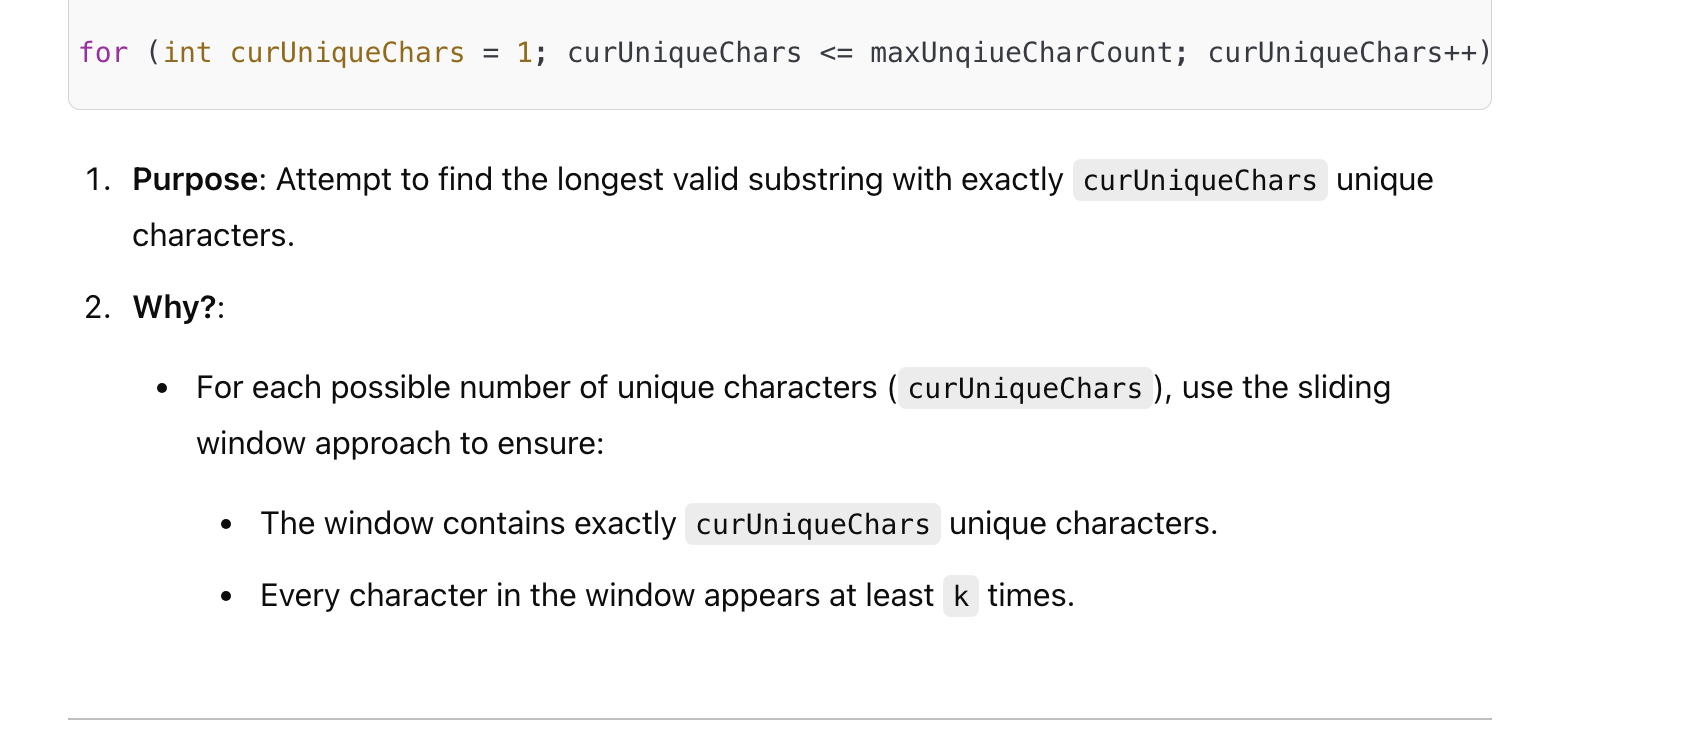 for (int curUniqueChars = 1; curUniqueChars <= maxUnqiueCharCount; curUniqueChars++)
1. Purpose: Attempt to find the longest valid substring with exactly curUniqueChars unique
characters.
2. Why?:
• For each possible number of unique characters (curUniqueChars), use the sliding
window approach to ensure:
• The window contains exactly curUniqueChars unique characters.
• Every character in the window appears at least k times.